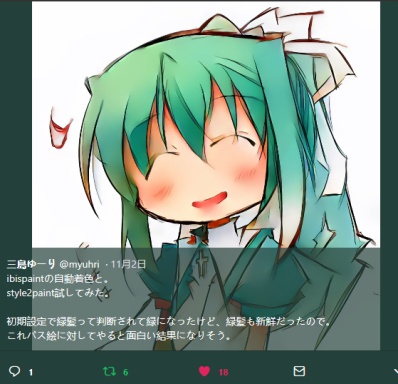 三島ゆーり @myuhri ・11月2日
ibispaintの自動着色と。
style2paint試してみた。
初期設定で緑髪って判断されて緑になったけど、緑髪も新鮮だったので。
これパス絵に対してやると面白い結果になりそう。
1 6 18